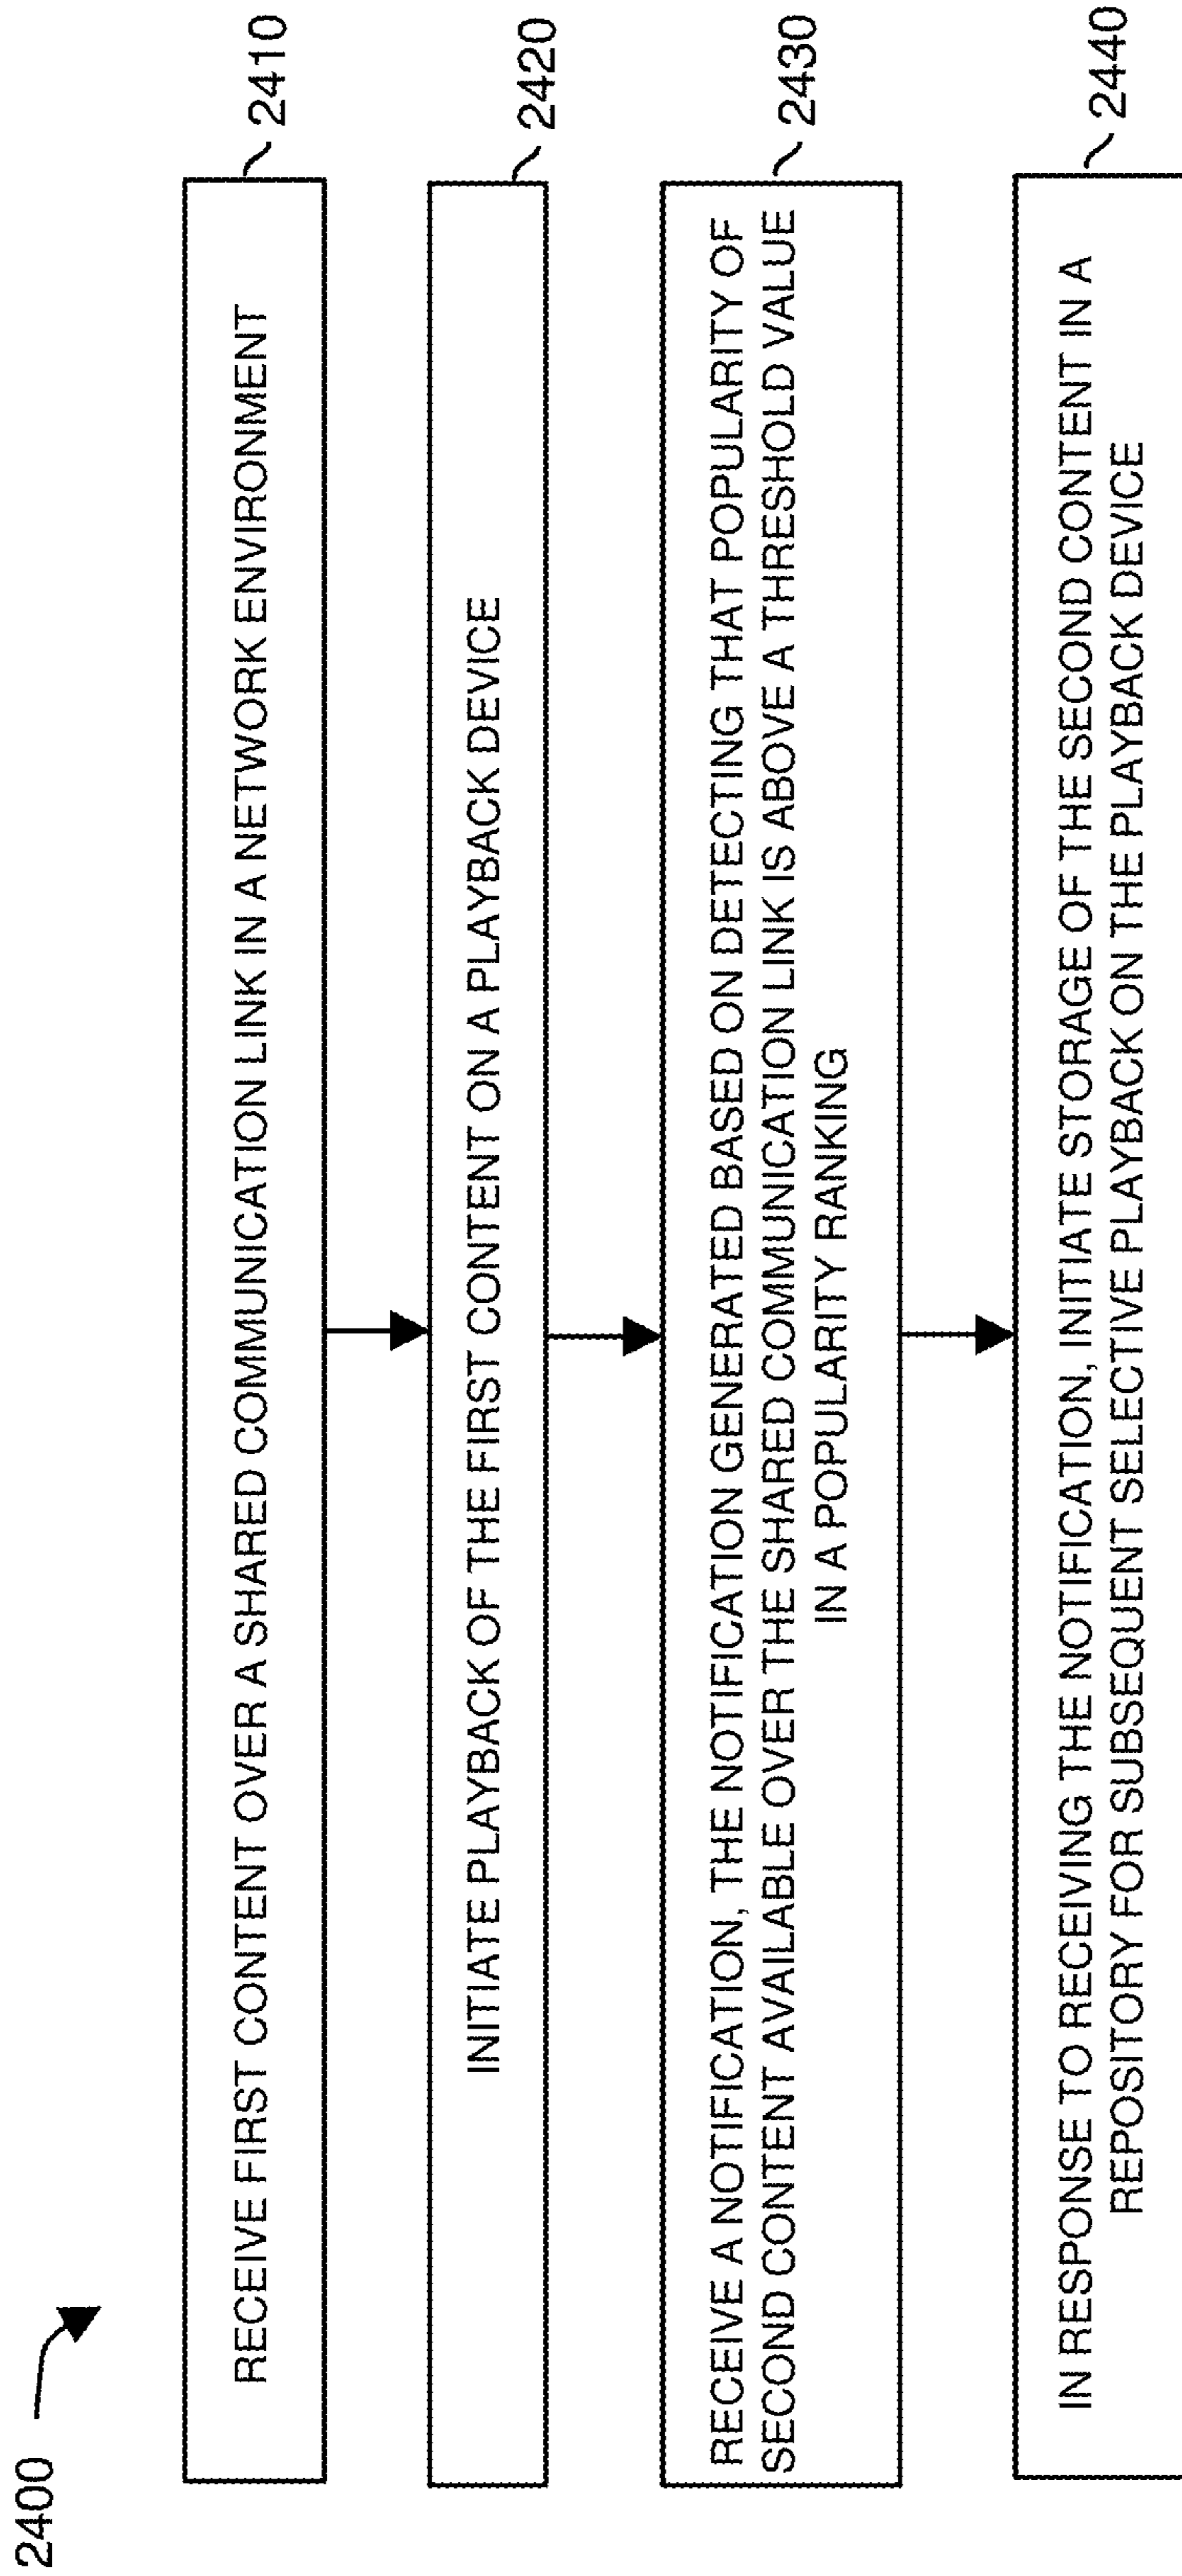 2400
RECEIVE FIRST CONTENT OVER A SHARED COMMUNICATION LINK IN A NETWORK ENVIRONMENT
2410
INITIATE PLAYBACK OF THE FIRST CONTENT ON A PLAYBACK DEVICE
2420
RECEIVE A NOTIFICATION, THE NOTIFICATION GENERATED BASED ON DETECTING THAT POPULARITY OF
SECOND CONTENT AVAILABLE OVER THE SHARED COMMUNICATION LINK IS ABOVE A THRESHOLD VALUE
IN A POPULARITY RANKING
2430
IN RESPONSE TO RECEIVING THE NOTIFICATION, INITIATE STORAGE OF THE SECOND CONTENT IN A
REPOSITORY FOR SUBSEQUENT SELECTIVE PLAYBACK ON THE PLAYBACK DEVICE
2440